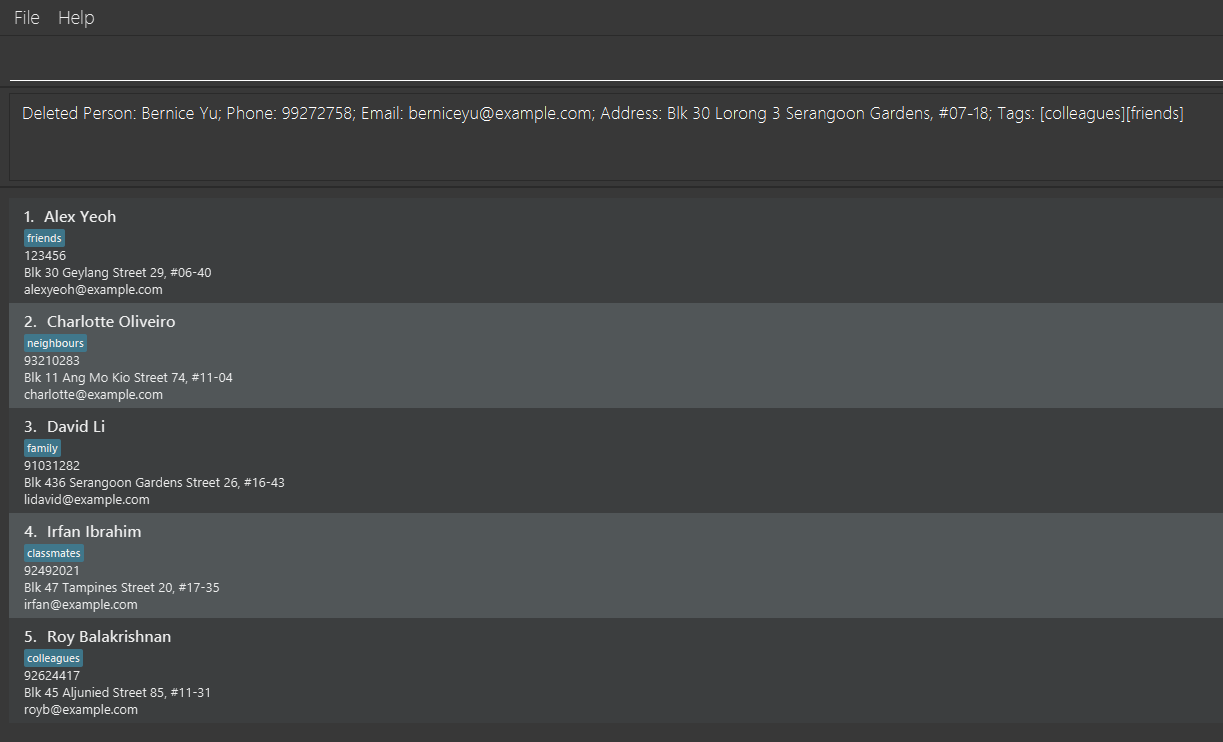 File Help
Deleted Person: Bernice Yu; Phone: 99272758; Email: berniceyu@example.com; Address: Blk 30 Lorong 3 Serangoon Gardens, #07-18; Tags: [colleagues][friends]
1. Alex Yeoh
friends
123456
Blk 30 Geylang Street 29, #06-40
alexyeoh@example.com
2. Charlotte Oliveiro
neighbours
93210283
Blk 11 Ang Mo Kio Street 74, #11-04
charlotte@example.com
3. David Li
family
91031282
Blk 436 Serangoon Gardens Street 26, #16-43
lidavid@example.com
4. Irfan Ibrahim
classmates
92492021
Blk 47 Tampines Street 20, #17-35
irfan@example.com
5. Roy Balakrishnan
colleagues
92624417
Blk 45 Aljunied Street 85, #11-31
royb@example.com